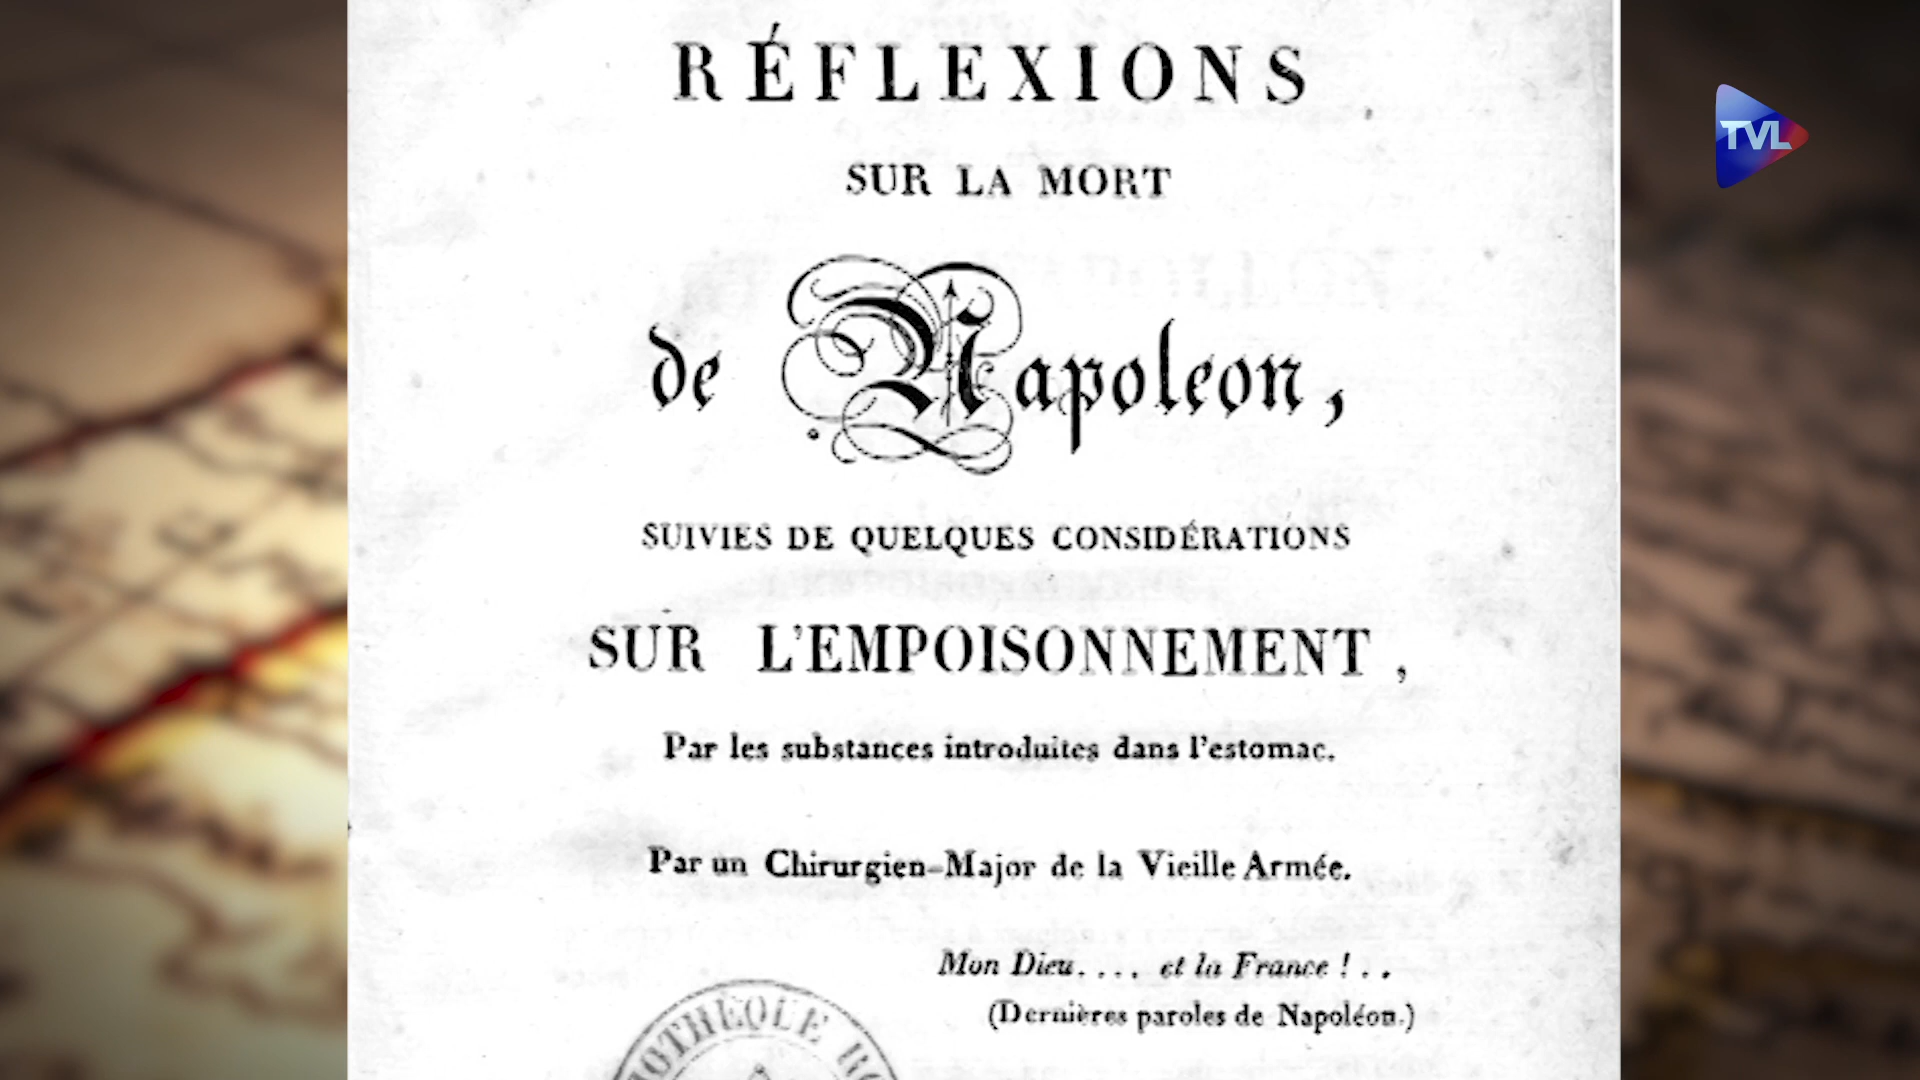 RÉFLEXIONS
TVL
SUR LA MORT
de Napoleon,
SUIVIES DE QUELQUES CONSIDÉRATIONS
SUR L'EMPOISONNEMENT,
Par les substances introduites dans l'estomac.
Par un Chirurgien-Major de la Vieille Armée.
Mon Dieu.... et la France!..
(Dernières paroles de Napoléon.)